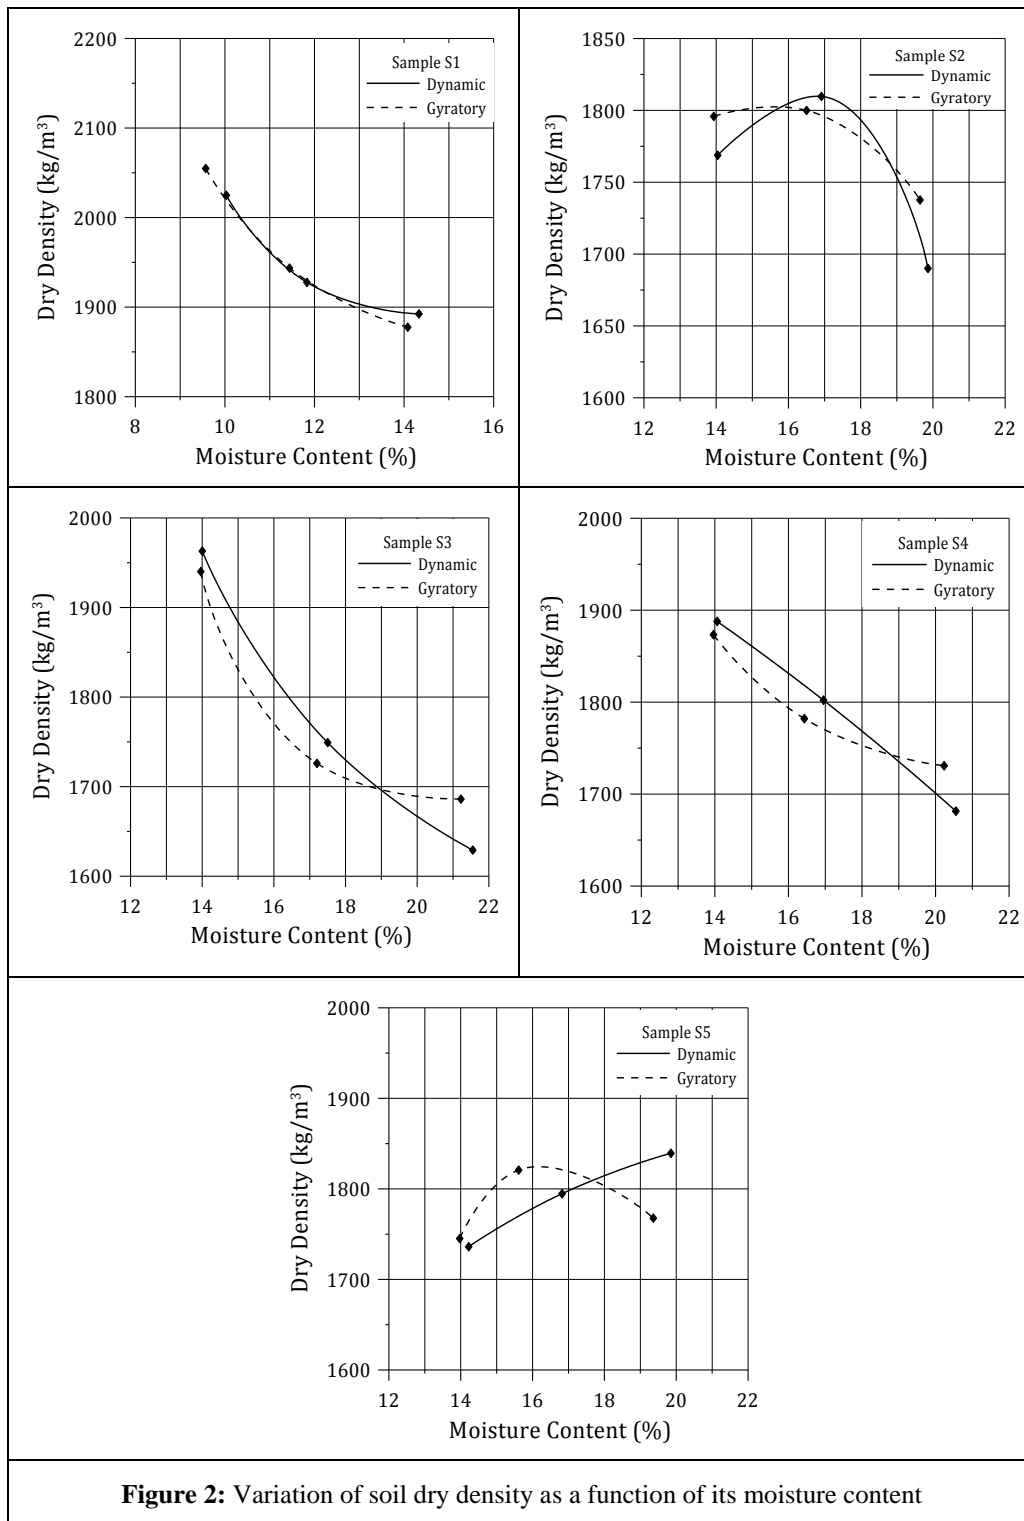 2200
2100
2000
1900
1800
8
10
12
14
16
Dry Density (kg/m³)
Moisture Content (%)
Sample S1
Dynamic
Gyratory
1850
1800
1750
1700
1650
1600
12
14
16
18
20
22
Dry Density (kg/m³)
Moisture Content (%)
Sample S2
Dynamic
Gyratory
2000
1900
1800
1700
1600
12
14
16
18
20
22
Dry Density (kg/m³)
Moisture Content (%)
Sample S3
Dynamic
Gyratory
2000
1900
1800
1700
1600
12
14
16
18
20
22
Dry Density (kg/m³)
Moisture Content (%)
Sample S4
Dynamic
Gyratory
2000
1900
1800
1700
1600
12
14
16
18
20
22
Dry Density (kg/m³)
Moisture Content (%)
Sample S5
Dynamic
Gyratory
Figure 2: Variation of soil dry density as a function of its moisture content